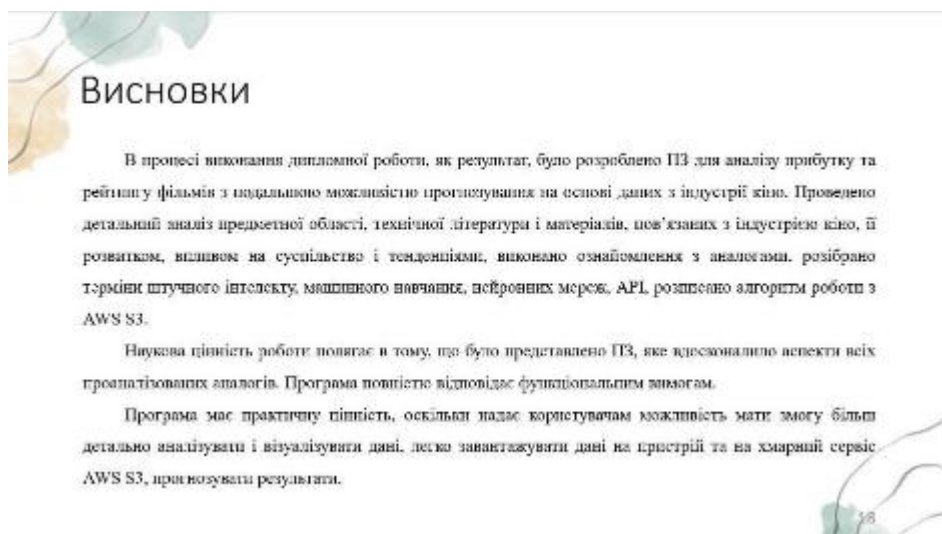 Висновки
В процесі виконання дипломної роботи, як результат, було розроблено ПЗ для аналізу прибутку та
рейтингу фільмів з подальшою можливістю прогнозування на основі даних з індустрії кіно. Проведено
детальний аналіз предметної області, технічної літератури і матеріалів, пов'язаних з індустрією кіно, її
розвитком, впливом на суспільство і тенденціями, виконано ознайомлення з аналогами, розібрано
терміни штучного інтелекту, машинного навчання, нейронних мереж, API, розписано алгоритм роботи з
AWS S3.
Наукова цінність роботи полягає в тому, що було представлено ПЗ, яке вдосконалило аспекти всіх
проаналізованих аналогів. Програма повністю відповідає функціональним вимогам.
Програма має практичну цінність, оскільки надає користувачам можливість мати змогу більш
детально аналізувати і візуалізувати дані, легко завантажувати дані на пристрій та на хмарний сервіс
AWS S3, прогнозувати результати.
18